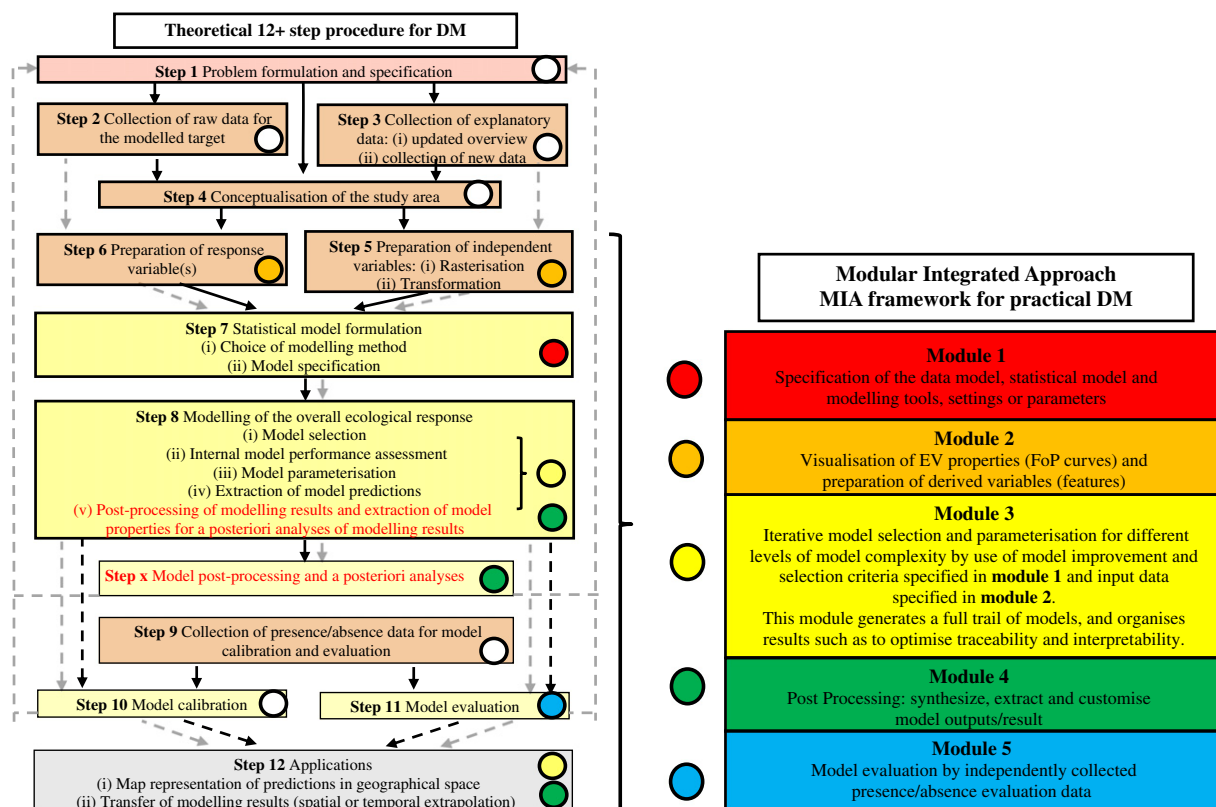 Theoretical 12+ step procedure for DM
Step 1 Problem formulation and specification
Step 2 Collection of raw data for
the modelled target
Step 3 Collection of explanatory
data: (i) updated overview
(ii) collection of new data
Step 4 Conceptualisation of the study area
Step 6 Preparation of response
variable(s)
Step 5 Preparation of independent
variables: (i) Rasterisation
(ii) Transformation
Step 7 Statistical model formulation
(i) Choice of modelling method
(ii) Model specification
Step 8 Modelling of the overall ecological response
(i) Model selection
(ii) Internal model performance assessment
(iii) Model parameterisation
(iv) Extraction of model predictions
(v) Post-processing of modelling results and extraction of model
properties for a posteriori analyses of modelling results
Step x Model post-processing and a posteriori analyses
Step 9 Collection of presence/absence data for model
calibration and evaluation
Step 10 Model calibration
Step 11 Model evaluation
Step 12 Applications
(i) Map representation of predictions in geographical space
(ii) Transfer of modelling results (spatial or temporal extrapolation)
Modular Integrated Approach
MIA framework for practical DM
Module 1
Specification of the data model, statistical model and
modelling tools, settings or parameters
Module 2
Visualisation of EV properties (FoP curves) and
preparation of derived variables (features)
Module 3
Iterative model selection and parameterisation for different
levels of model complexity by use of model improvement and
selection criteria specified in module 1 and input data
specified in module 2.
This module generates a full trail of models, and organises
results such as to optimise traceability and interpretability.
Module 4
Post Processing: synthesize, extract and customise
model outputs/result
Module 5
Model evaluation by independently collected
presence/absence evaluation data